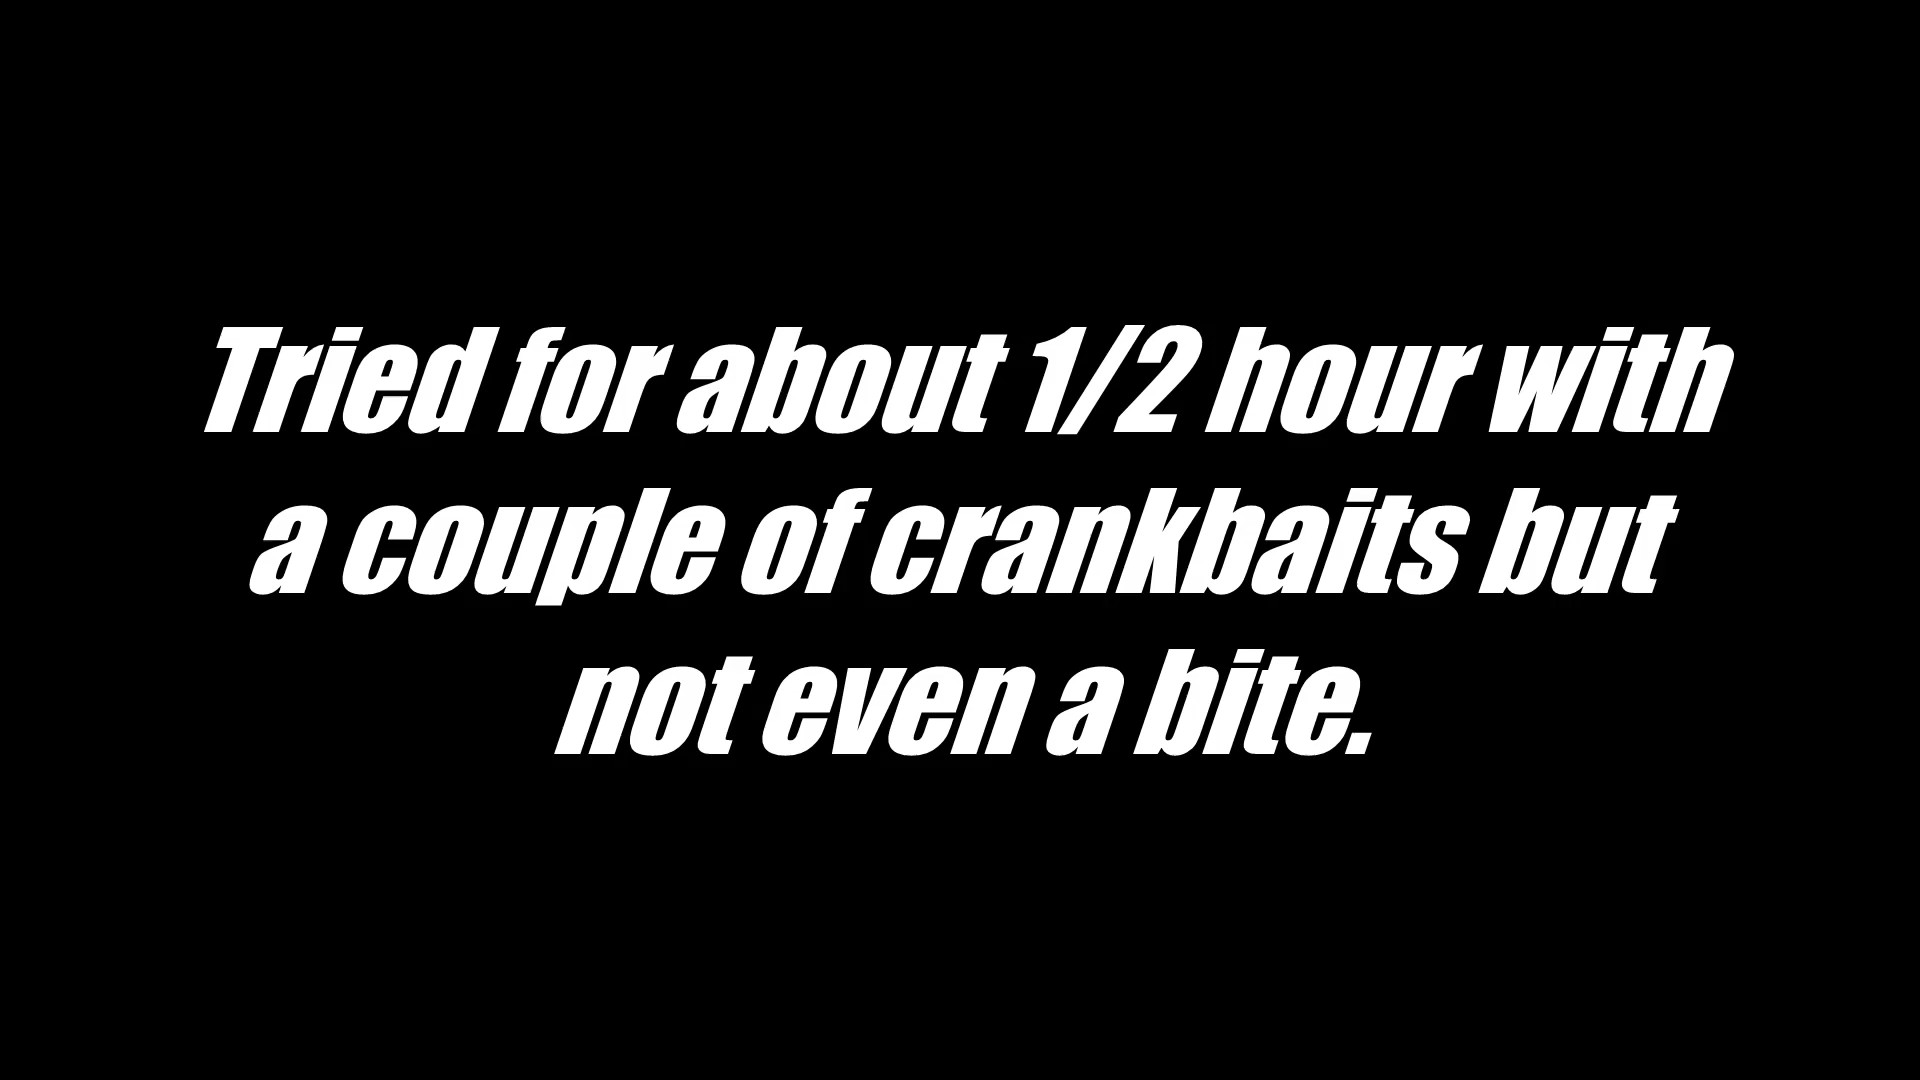 Tried for about 1/2 hour with
a couple of crankbaits but
not even a bite.